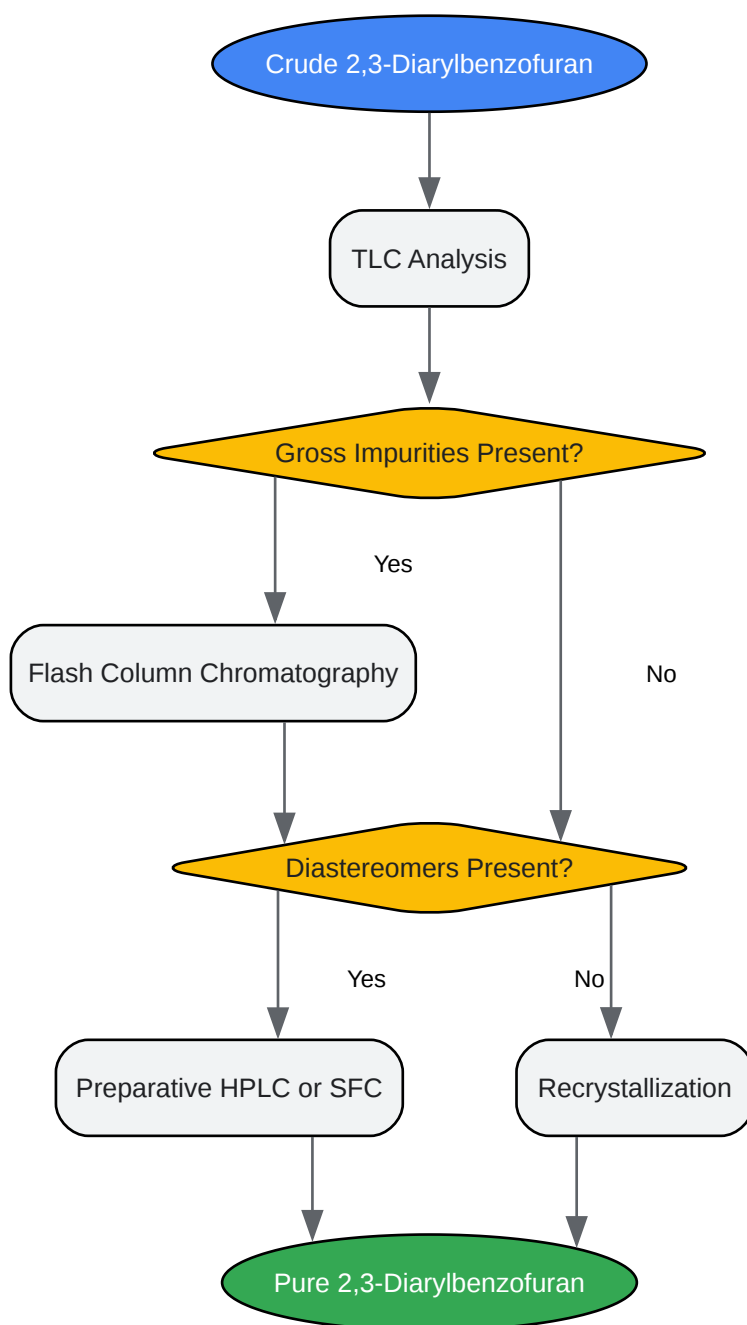 Crude 2,3-Diarylbenzofuran
TLC Analysis
Gross Impurities Present?
Yes
Flash Column Chromatography
No
Diastereomers Present?
Yes
No
Preparative HPLC or SFC
Recrystallization
Pure 2,3-Diarylbenzofuran